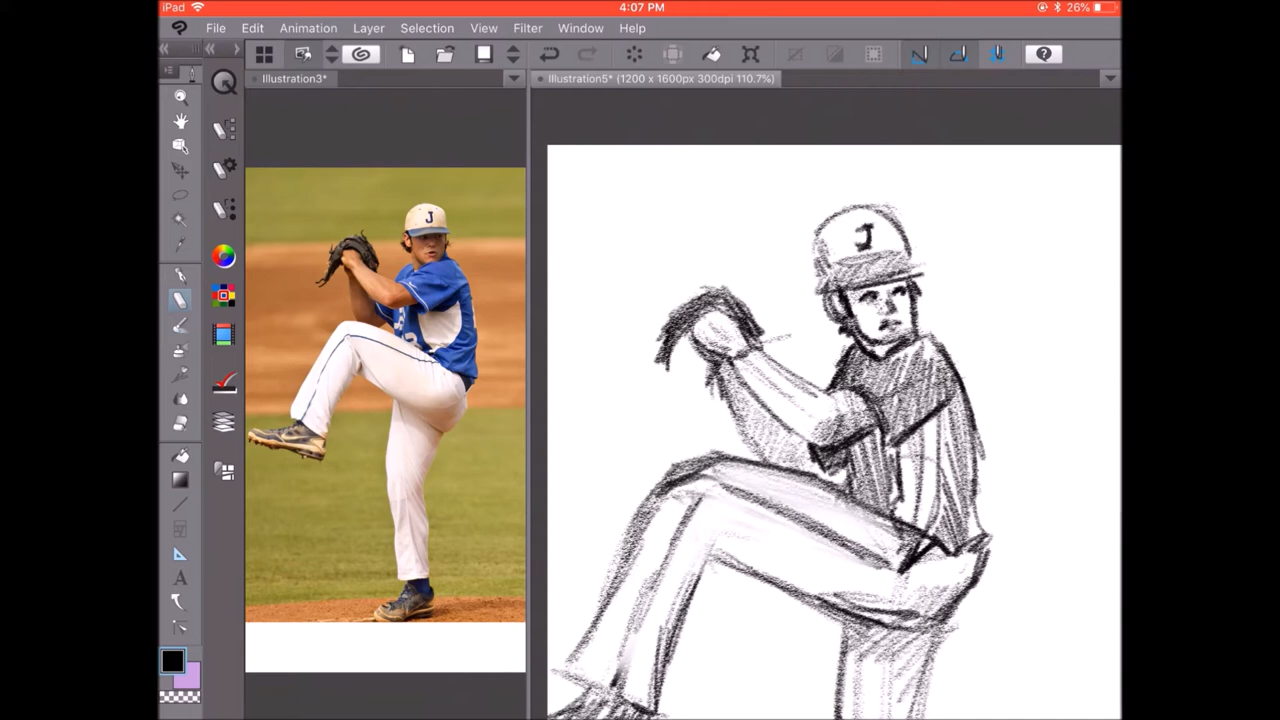 iPad 4:07 PM 26%
File Edit Animation Layer Selection View Filter Window Help
Illustration3* Illustration5* (1200 x 1600px 300dpi 110.7%)
J
J
A